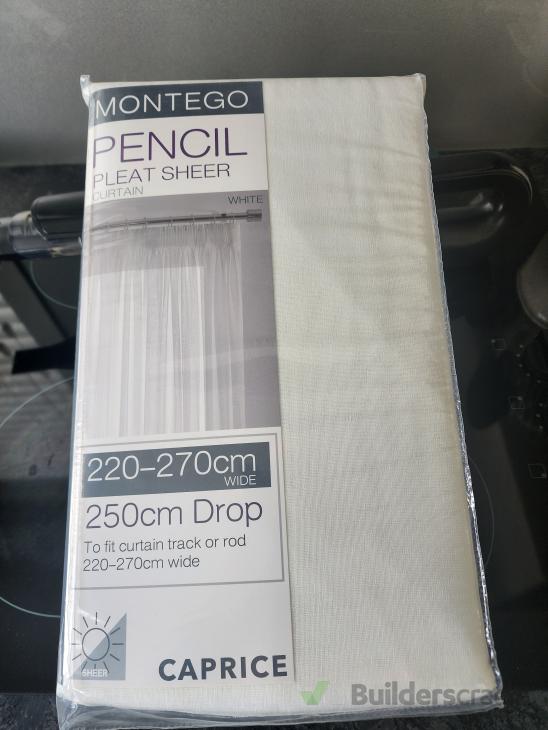 MONTEGO
PENCIL
PLEAT SHEER
CURTAIN
WHITE
220–270cm
WIDE
250cm Drop
To fit curtain track or rod
220–270cm wide
SHEER
CAPRICE
Builderscra